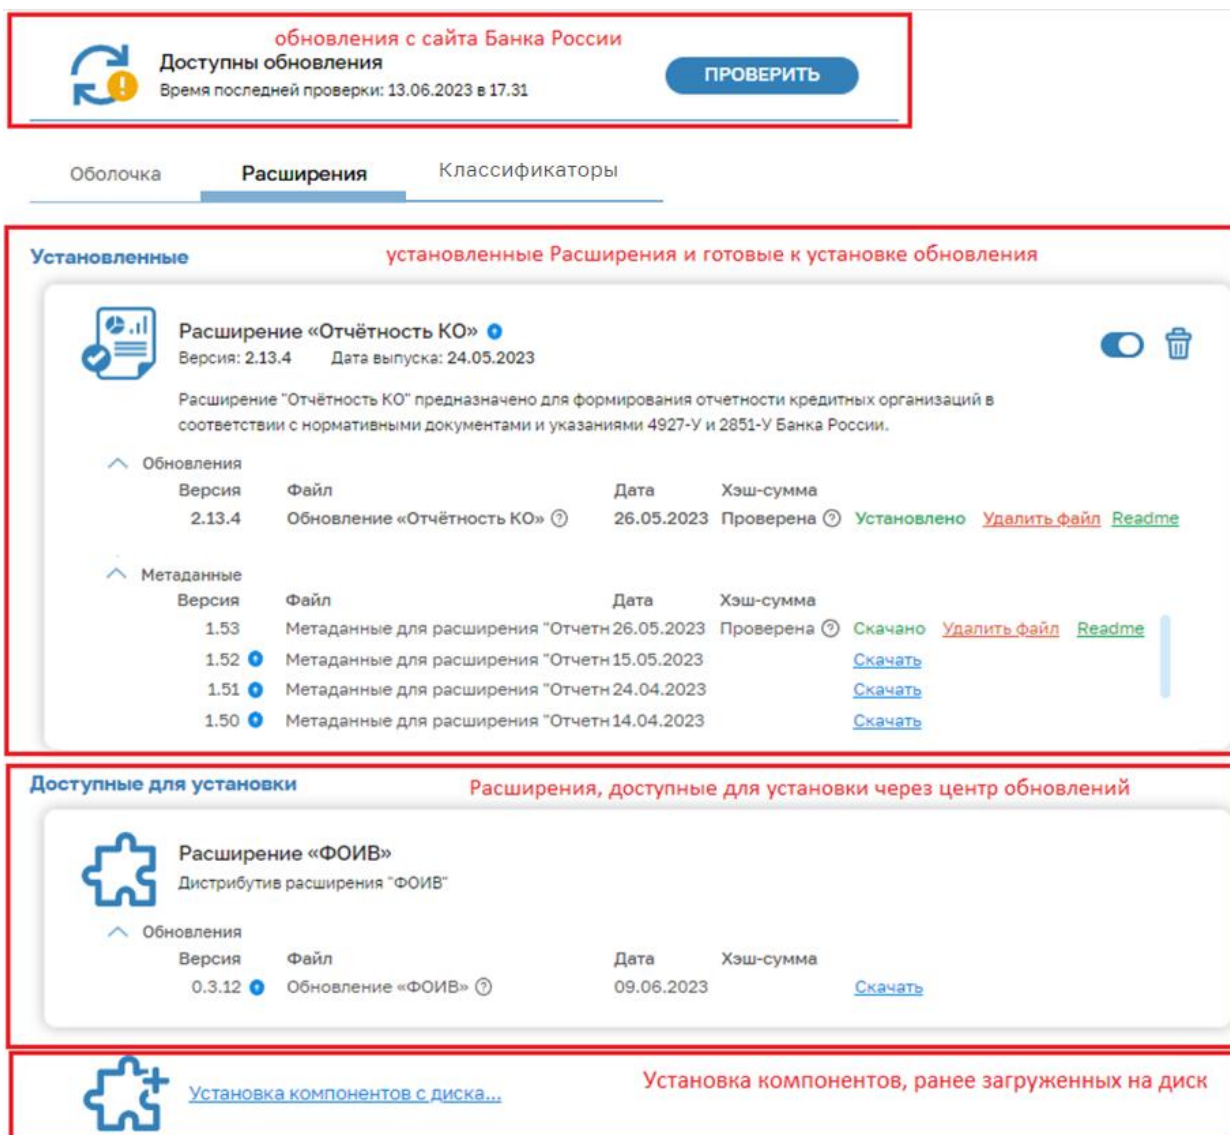 обновления с сайта Банка России
Доступны обновления
Время последней проверки: 13.06.2023 в 17.31
ПРОВЕРИТЬ
Оболочка Расширения Классификаторы
Установленные
установленные Расширения и готовые к установке обновления
Расширение «Отчётность КО»
Версия: 2.13.4 Дата выпуска: 24.05.2023
Расширение "Отчётность КО" предназначено для формирования отчетности кредитных организаций в
соответствии с нормативными документами и указаниями 4927-У и 2851-У Банка России.
Обновления
Версия Файл Дата Хэш-сумма
2.13.4 Обновление «Отчётность КО» 26.05.2023 Проверена Установлено Удалить файл Readme
Метаданные
Версия Файл Дата Хэш-сумма
1.53 Метаданные для расширения "Отчетн 26.05.2023 Проверена Скачано Удалить файл Readme
1.52 Метаданные для расширения "Отчетн 15.05.2023 Скачать
1.51 Метаданные для расширения "Отчетн 24.04.2023 Скачать
1.50 Метаданные для расширения "Отчетн 14.04.2023 Скачать
Доступные для установки
Расширения, доступные для установки через центр обновлений
Расширение «ФОИВ»
Дистрибутив расширения "ФОИВ"
Обновления
Версия Файл Дата Хэш-сумма
0.3.12 Обновление «ФОИВ» 09.06.2023 Скачать
Установка компонентов с диска...
Установка компонентов, ранее загруженных на диск